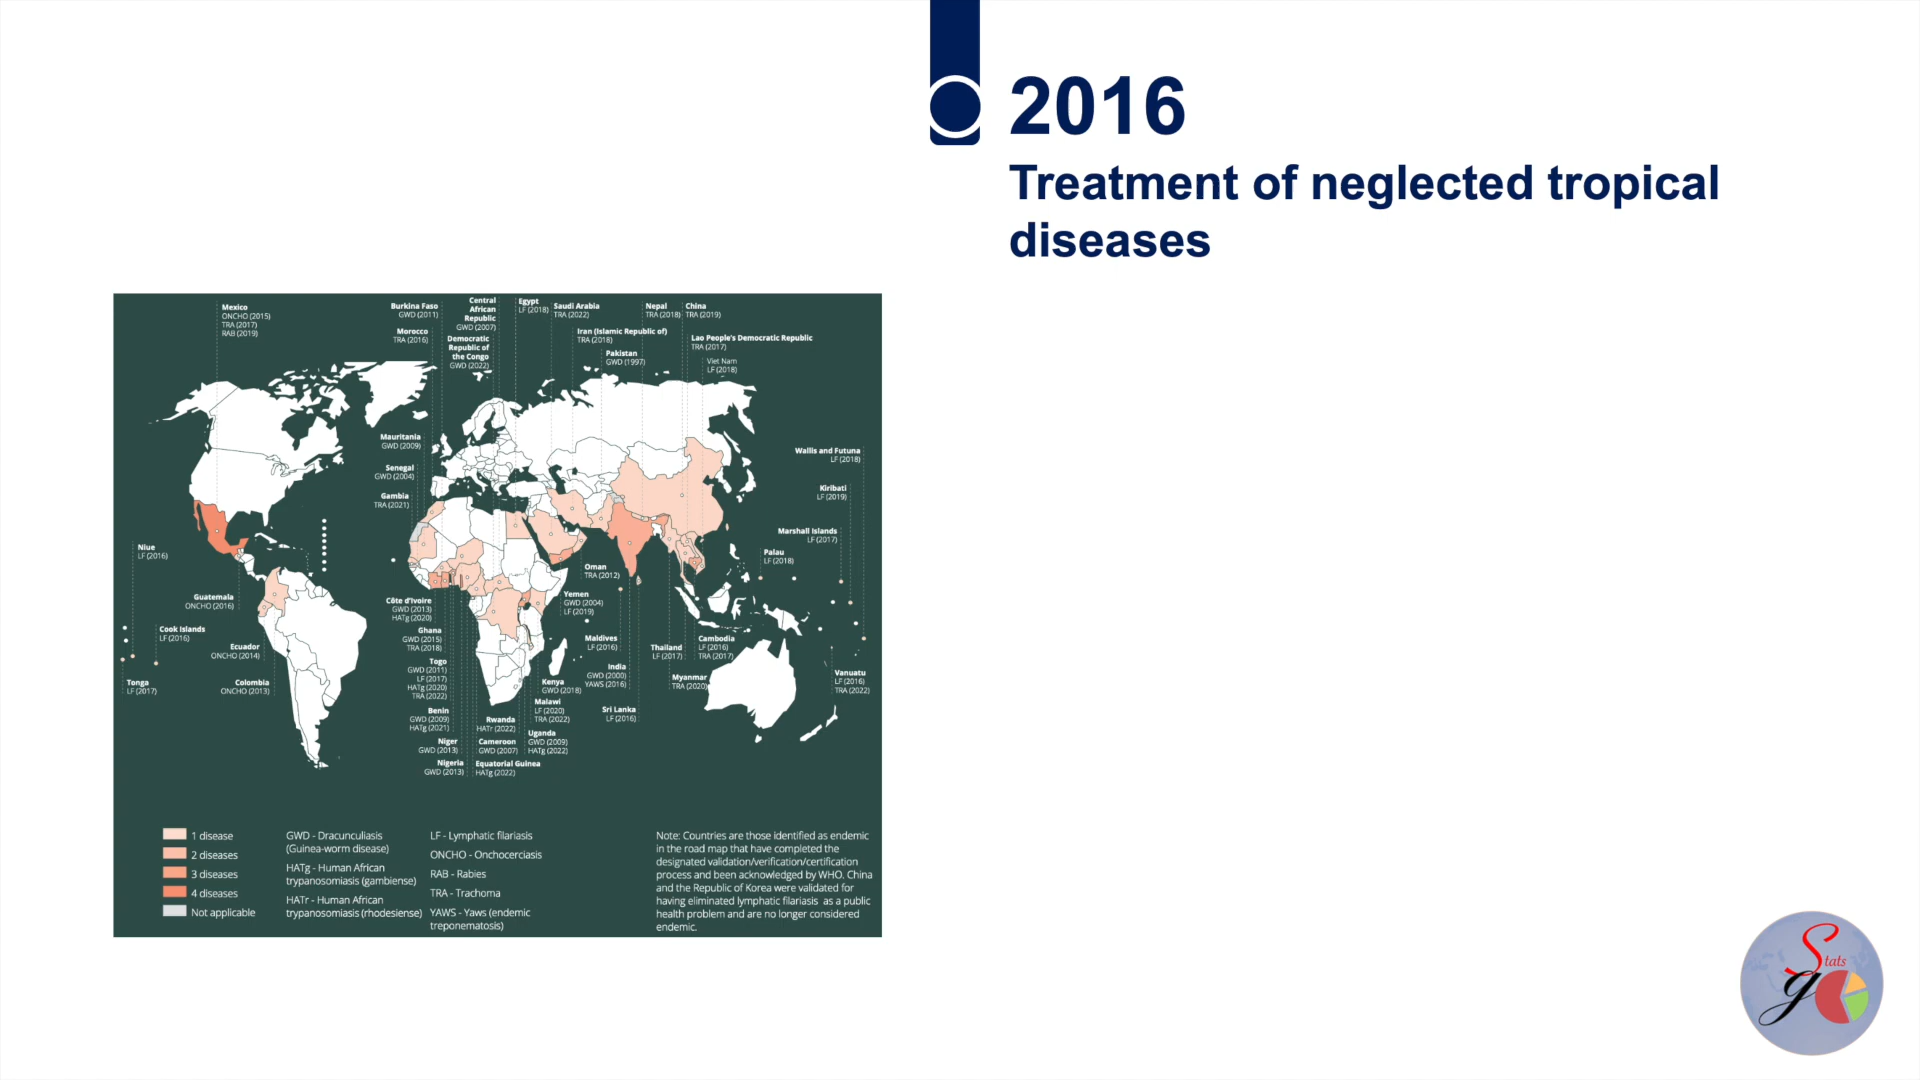 2016
Treatment of neglected tropical
diseases
Mexico
ONCHO (2015)
TRA (2017)
RAB (2019)
Burkina Faso
GWD (2011)
Morocco
TRA (2016)
Central
African
Republic
GWD (2007)
Democratic
Republic of
the Congo
GWD (2022)
Egypt
LF (2018)
Saudi Arabia
TRA (2022)
Iran (Islamic Republic of)
TRA (2018)
Pakistan
GWD (1997)
Nepal
TRA (2018)
China
TRA (2019)
Lao People's Democratic Republic
TRA (2017)
Viet Nam
LF (2018)
Mauritania
GWD (2009)
Senegal
GWD (2004)
Gambia
TRA (2021)
Wallis and Futuna
LF (2018)
Kiribati
LF (2019)
Marshall Islands
LF (2017)
Palau
LF (2018)
Niue
LF (2016)
Guatemala
ONCHO (2016)
Cook Islands
LF (2016)
Ecuador
ONCHO (2014)
Tonga
LF (2017)
Colombia
ONCHO (2013)
Côte d'Ivoire
GWD (2013)
HATg (2020)
Ghana
GWD (2015)
TRA (2018)
Togo
GWD (2011)
LF (2017)
HATg (2020)
TRA (2022)
Benin
GWD (2009)
HATg (2021)
Niger
GWD (2013)
Nigeria
GWD (2013)
Rwanda
HATr (2022)
Cameroon
GWD (2007)
Equatorial Guinea
HATg (2022)
Oman
TRA (2012)
Yemen
GWD (2004)
LF (2019)
Maldives
LF (2016)
India
GWD (2000)
YAWS (2016)
Kenya
GWD (2018)
Malawi
LF (2020)
TRA (2022)
Uganda
GWD (2009)
HATg (2022)
Sri Lanka
LF (2016)
Thailand
LF (2017)
Myanmar
TRA (2020)
Cambodia
LF (2016)
TRA (2017)
Vanuatu
LF (2016)
TRA (2022)
1 disease
2 diseases
3 diseases
4 diseases
Not applicable
GWD - Dracunculiasis
(Guinea-worm disease)
HATg - Human African
trypanosomiasis (gambiense)
HATr - Human African
trypanosomiasis (rhodesiense)
LF - Lymphatic filariasis
ONCHO - Onchocerciasis
RAB - Rabies
TRA - Trachoma
YAWS - Yaws (endemic
treponematosis)
Note: Countries are those identified as endemic
in the road map that have completed the
designated validation/verification/certification
process and been acknowledged by WHO. China
and the Republic of Korea were validated for
having eliminated lymphatic filariasis as a public
health problem and are no longer considered
endemic.
Stats
g